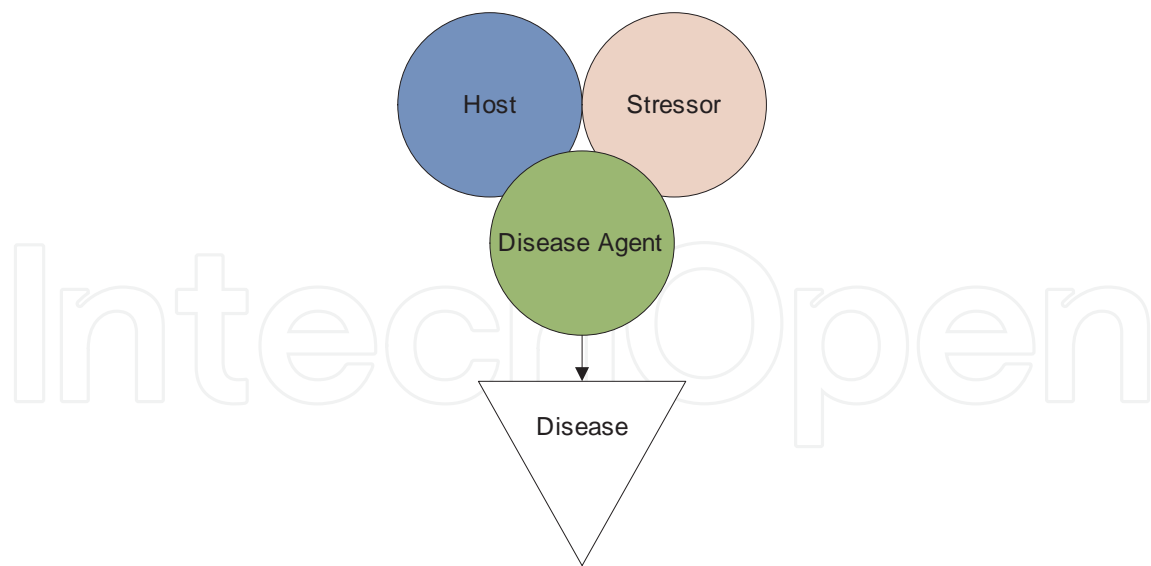 Host
Stressor
Disease Agent
IntechOpen
Disease